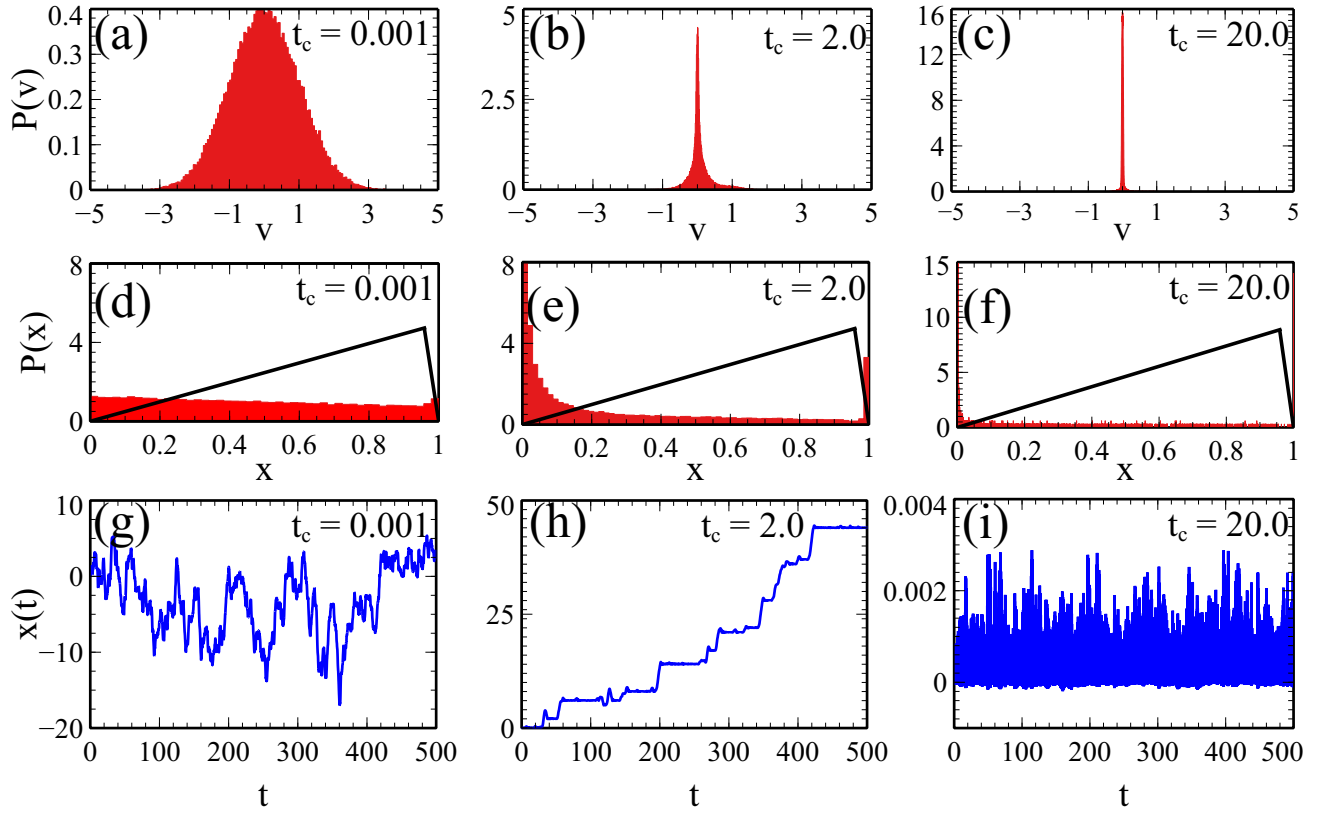 (a) t_c = 0.001
P(v)
0.4
0.3
0.2
0.1
0
−5 −3 −1 1 3 5
v
(b) t_c = 2.0
5
2.5
0
−5 −3 −1 1 3 5
v
(c) t_c = 20.0
16
12
8
4
0
−5 −3 −1 1 3 5
v
(d) t_c = 0.001
P(x)
8
4
0
0 0.2 0.4 0.6 0.8 1
x
(e) t_c = 2.0
8
4
0
0 0.2 0.4 0.6 0.8 1
x
(f) t_c = 20.0
15
10
5
0
0 0.2 0.4 0.6 0.8 1
x
(g) t_c = 0.001
x(t)
10
0
−10
−20
0 100 200 300 400 500
t
(h) t_c = 2.0
50
25
0
0 100 200 300 400 500
t
(i) t_c = 20.0
0.004
0.002
0
0 100 200 300 400 500
t